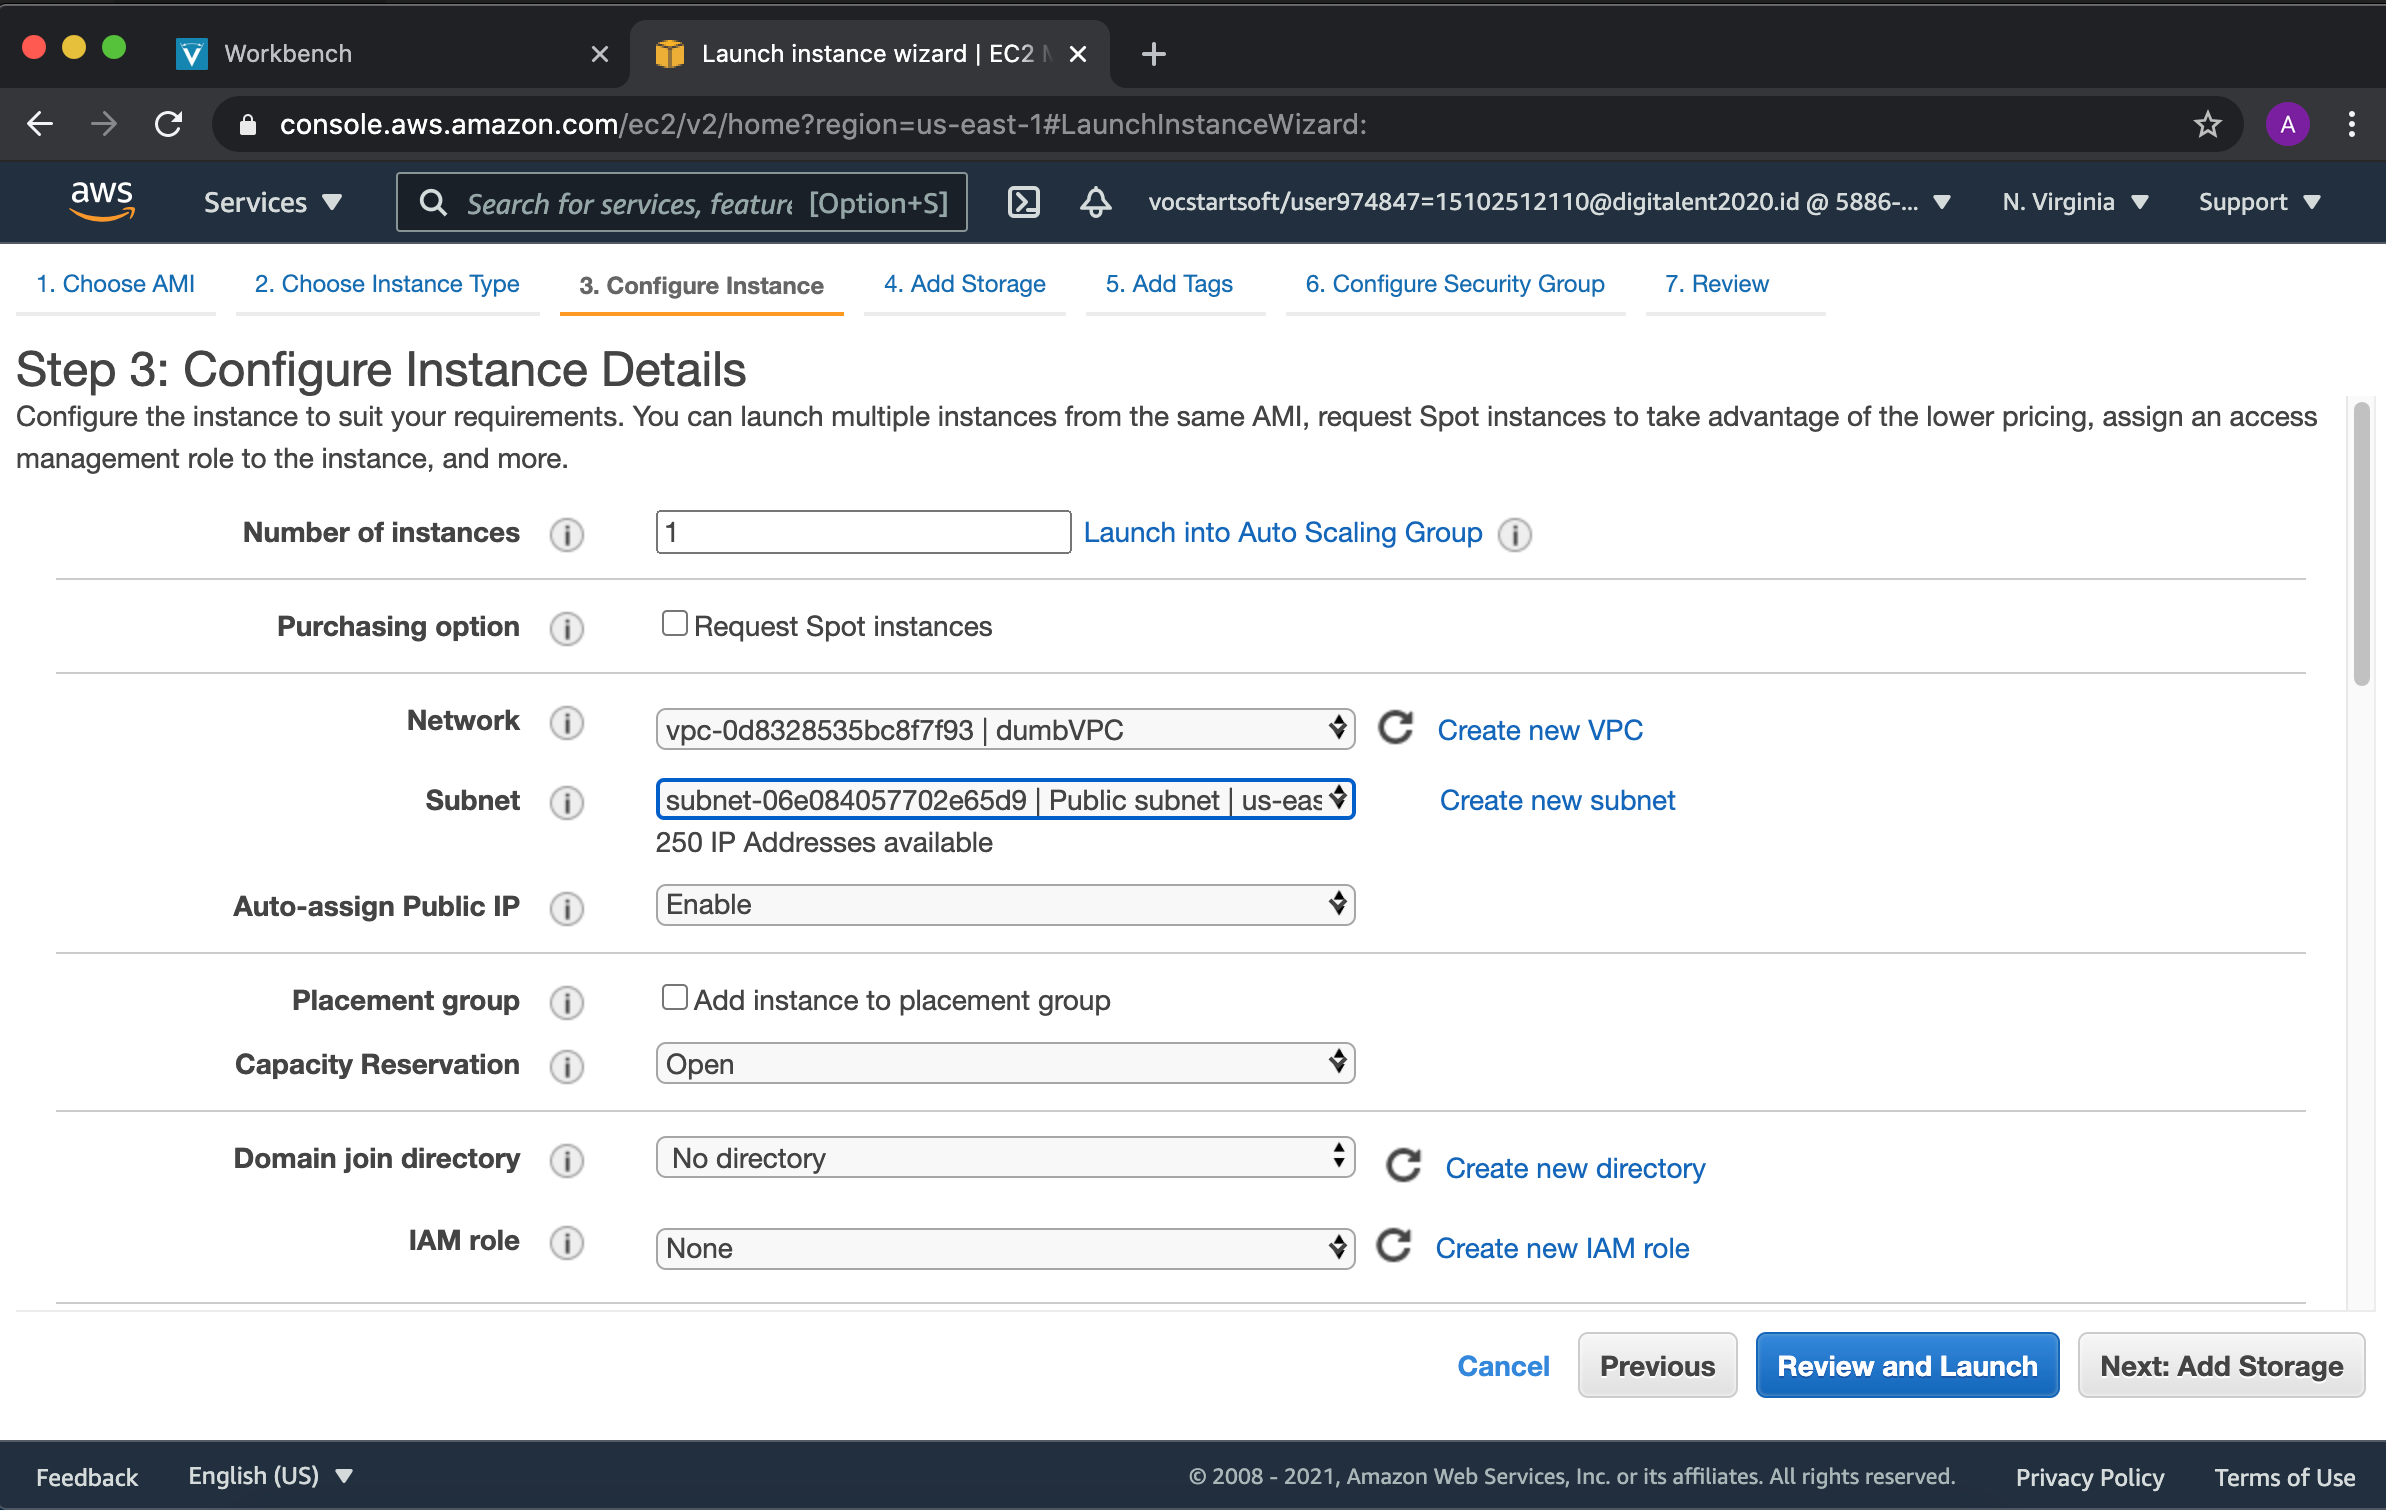 Workbench
Launch instance wizard | EC2 M
console.aws.amazon.com/ec2/v2/home?region=us-east-1#LaunchInstanceWizard:
A
aws
Services
Search for services, feature [Option+S]
vocstartsoft/user974847=15102512110@digitalent2020.id @ 5886-...
N. Virginia
Support
1. Choose AMI
2. Choose Instance Type
3. Configure Instance
4. Add Storage
5. Add Tags
6. Configure Security Group
7. Review
Step 3: Configure Instance Details
Configure the instance to suit your requirements. You can launch multiple instances from the same AMI, request Spot instances to take advantage of the lower pricing, assign an access
management role to the instance, and more.
Number of instances
1
Launch into Auto Scaling Group
Purchasing option
Request Spot instances
Network
vpc-0d8328535bc8f7f93 | dumbVPC
Create new VPC
Subnet
subnet-06e084057702e65d9 | Public subnet | us-eas
Create new subnet
250 IP Addresses available
Auto-assign Public IP
Enable
Placement group
Add instance to placement group
Capacity Reservation
Open
Domain join directory
No directory
Create new directory
IAM role
None
Create new IAM role
Cancel
Previous
Review and Launch
Next: Add Storage
Feedback
English (US)
© 2008 - 2021, Amazon Web Services, Inc. or its affiliates. All rights reserved.
Privacy Policy
Terms of Use